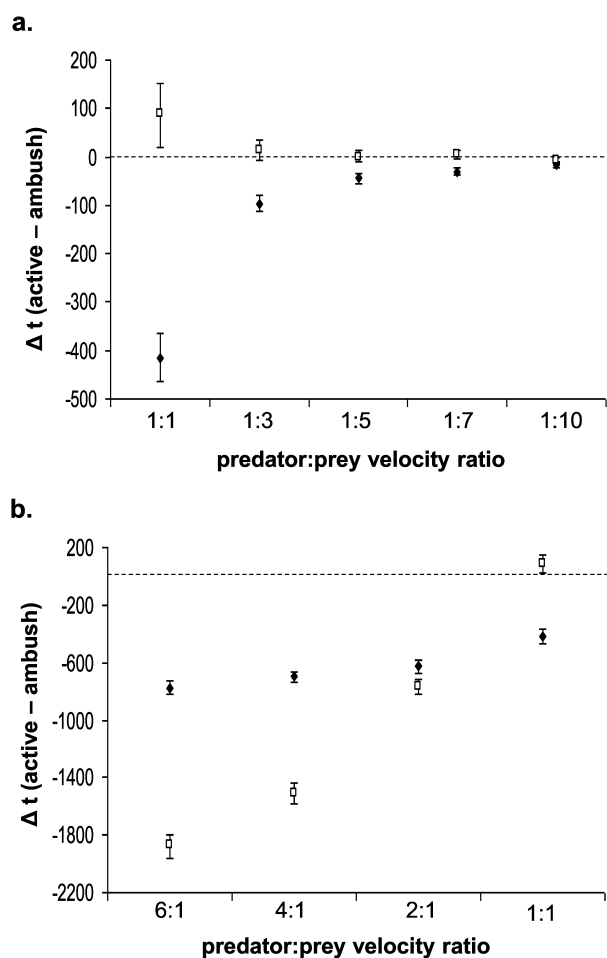 a.
200
100
0
-100
-200
-300
-400
-500
Δ t (active – ambush)
1:1 1:3 1:5 1:7 1:10
predator:prey velocity ratio
b.
200
-200
-600
-1000
-1400
-1800
-2200
Δ t (active – ambush)
6:1 4:1 2:1 1:1
predator:prey velocity ratio